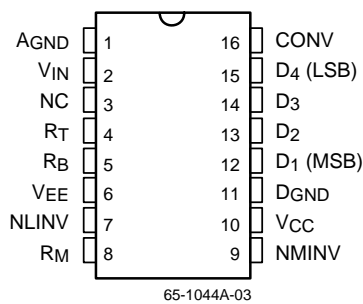 AGND 1 16 CONV
VIN 2 15 D4 (LSB)
NC 3 14 D3
RT 4 13 D2
RB 5 12 D1 (MSB)
VEE 6 11 DGND
NLINV 7 10 VCC
RM 8 9 NMINV
65-1044A-03